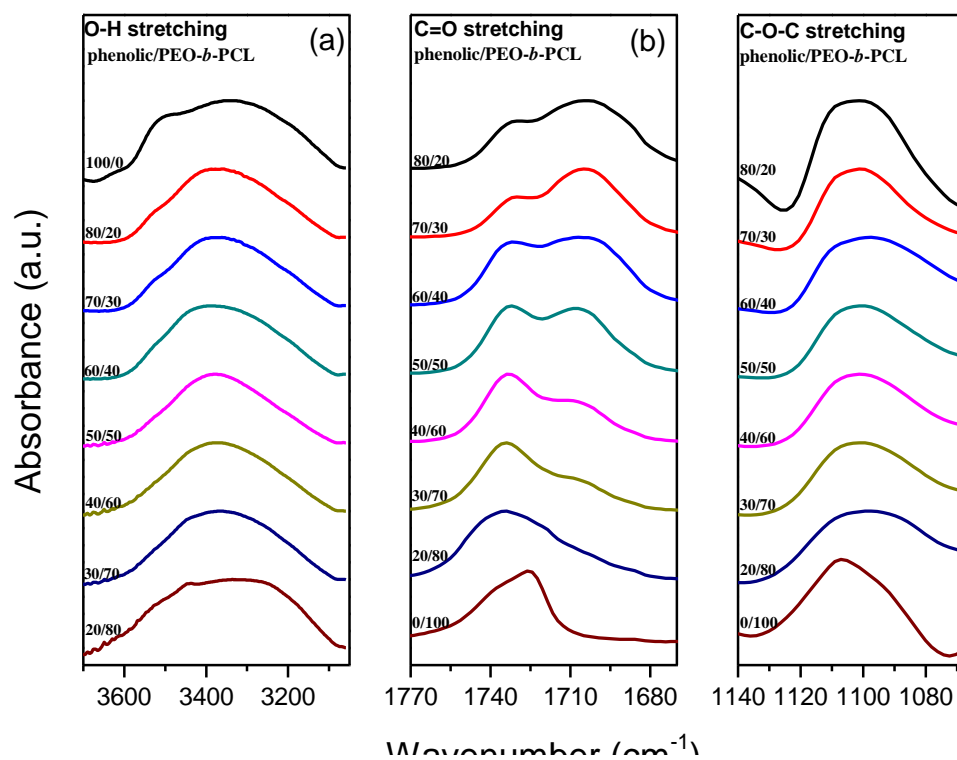 O-H stretching (a)
phenolic/PEO-b-PCL
100/0
80/20
70/30
60/40
50/50
40/60
30/70
20/80
3600 3400 3200
C=O stretching (b)
phenolic/PEO-b-PCL
80/20
70/30
60/40
50/50
40/60
30/70
20/80
0/100
1770 1740 1710 1680
C-O-C stretching
phenolic/PEO-b-PCL
80/20
70/30
60/40
50/50
40/60
30/70
20/80
0/100
1140 1120 1100 1080
Absorbance (a.u.)
Wavenumber (cm-1)